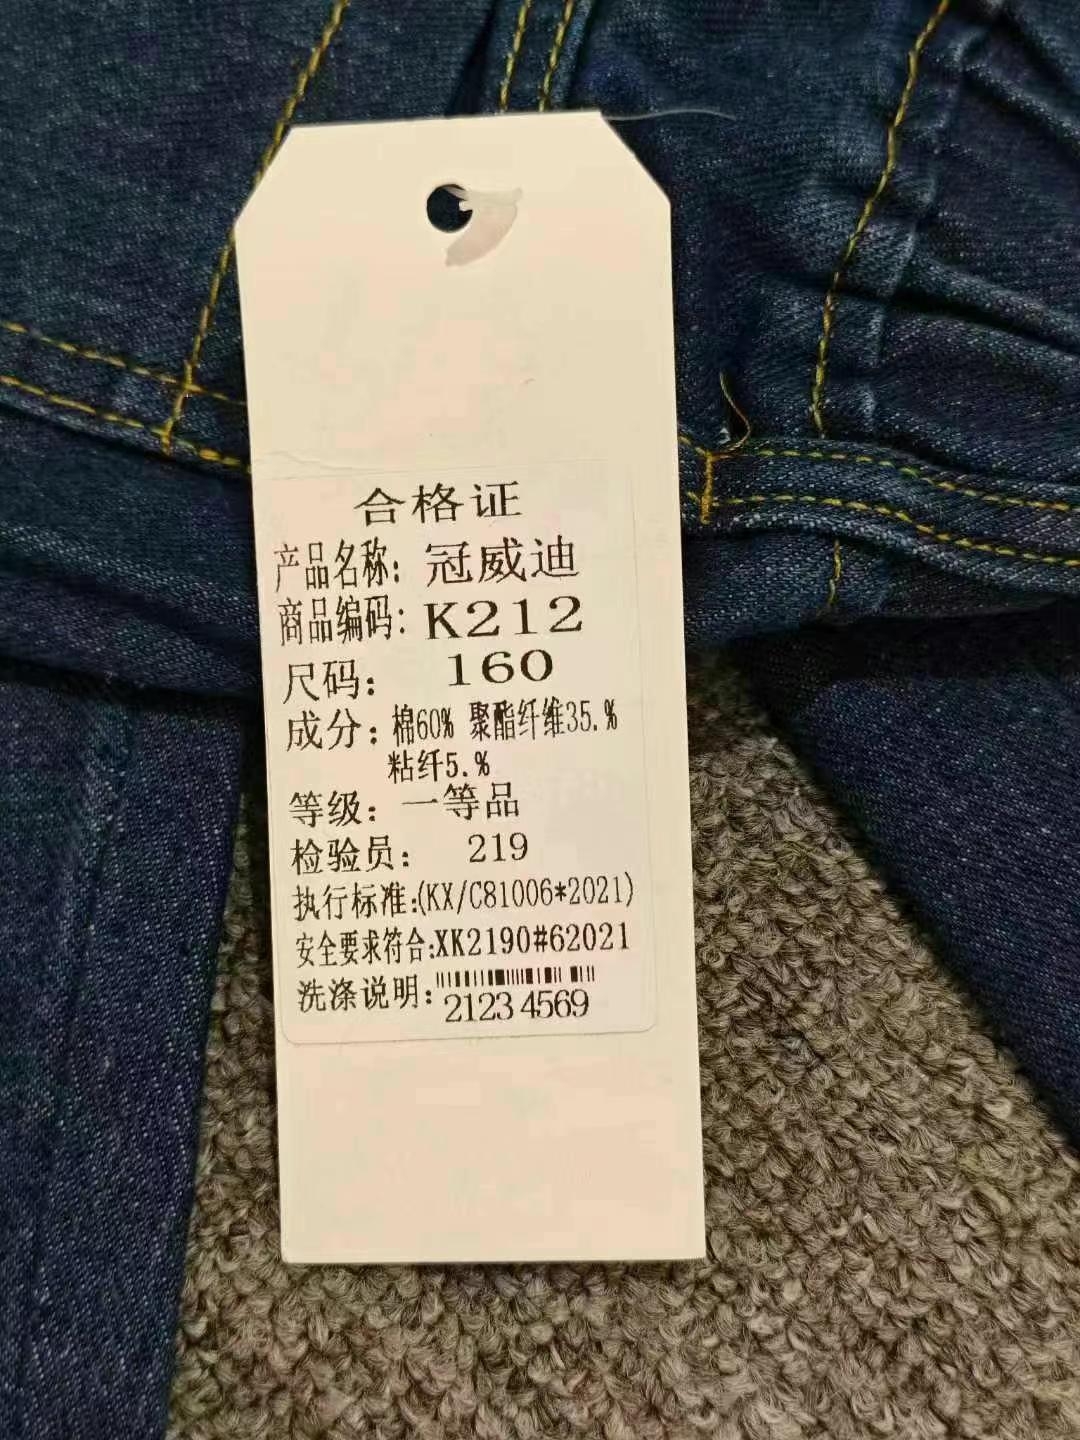 合格证
产品名称:冠威迪
商品编码:K212
尺码: 160
成分:棉60% 聚酯纤维35.%
粘纤5.%
等级:一等品
检验员: 219
执行标准:(KX/C81006*2021)
安全要求符合:XK2190#62021
洗涤说明:
21234569